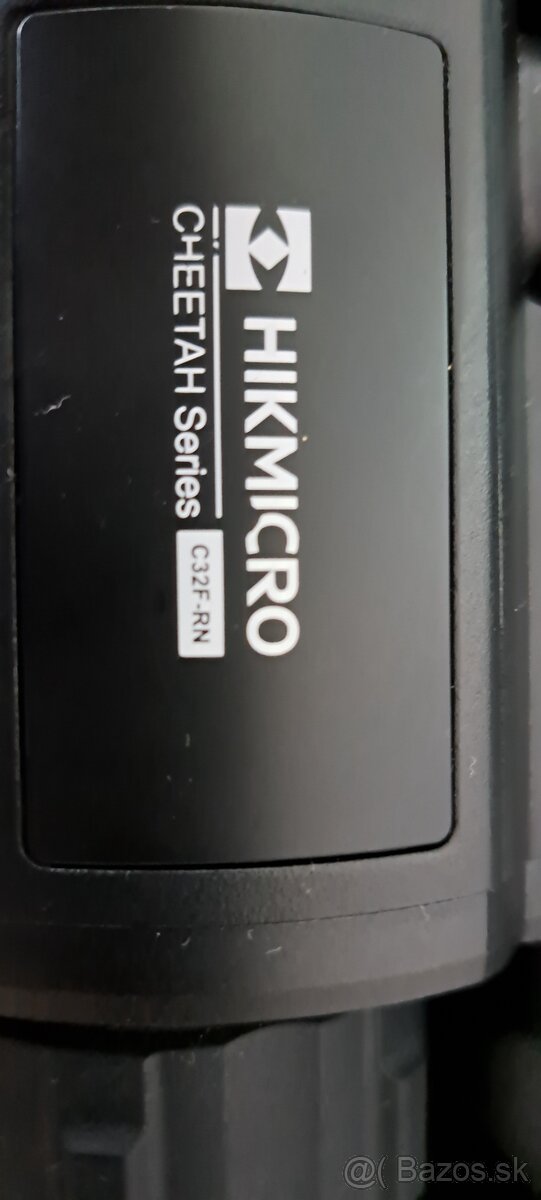 HIKMICRO
CHEETAH Series C32F-RN
@( Bazos.sk